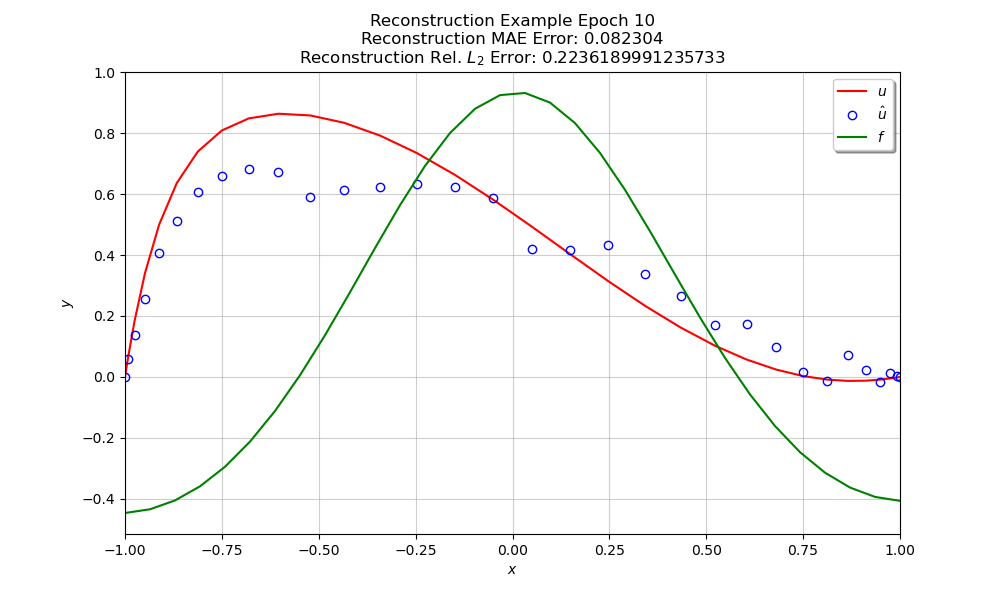 Reconstruction Example Epoch 10
Reconstruction MAE Error: 0.082304
Reconstruction Rel. L₂ Error: 0.2236189991235733
1.0
0.8
0.6
0.4
0.2
0.0
−0.2
−0.4
y
u
û
f
−1.00 −0.75 −0.50 −0.25 0.00 0.25 0.50 0.75 1.00
x